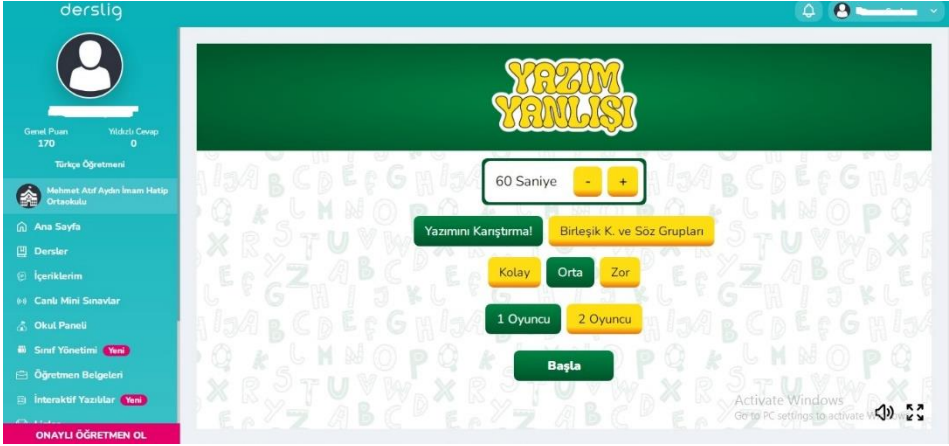 derslig
Genel Puan
Yıldızlı Cevap
170
0
Türkçe Öğretmeni
Mehmet Atıf Aydın İmam Hatip
Ortaokulu
Ana Sayfa
Dersler
İçeriklerim
Canlı Mini Sınavlar
Okul Paneli
Sınıf Yönetimi Yeni
Öğretmen Belgeleri
İnteraktif Yazılılar Yeni
ONAYLI ÖĞRETMEN OL
YAZIM
YANLIŞI
60 Saniye - +
Yazımını Karıştırma! Birleşik K. ve Söz Grupları
Kolay Orta Zor
1 Oyuncu 2 Oyuncu
Başla
Activate Windows
Go to PC settings to activate